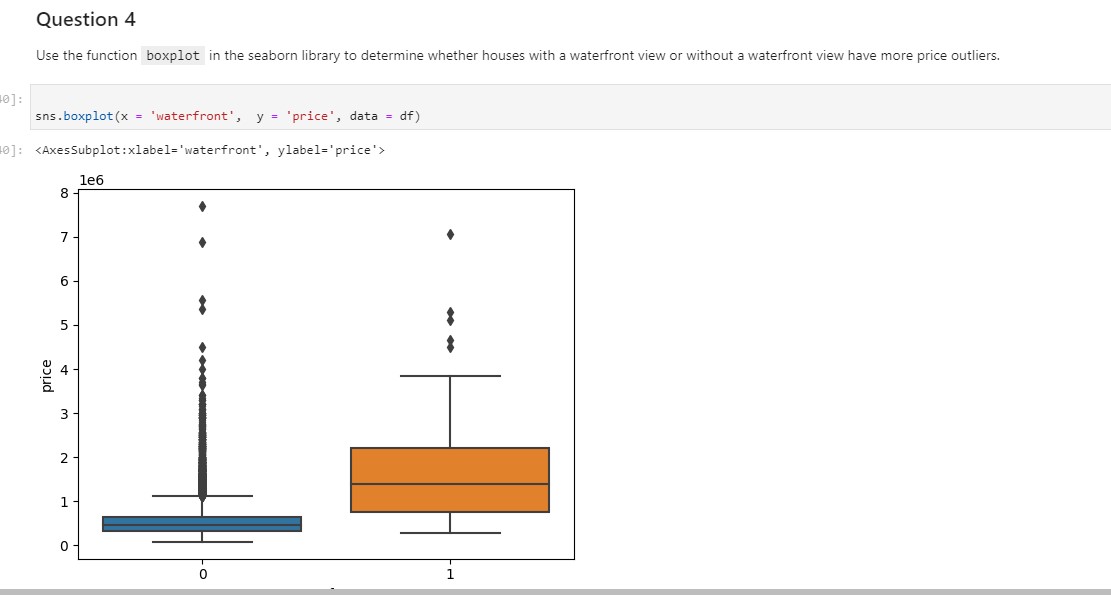 Question 4
Use the function boxplot in the seaborn library to determine whether houses with a waterfront view or without a waterfront view have more price outliers.
0]:
sns.boxplot(x = 'waterfront',  y = 'price', data = df)
0]: <AxesSubplot:xlabel='waterfront', ylabel='price'>
1e6
8
7
6
5
4
price
3
2
1
0
0 1